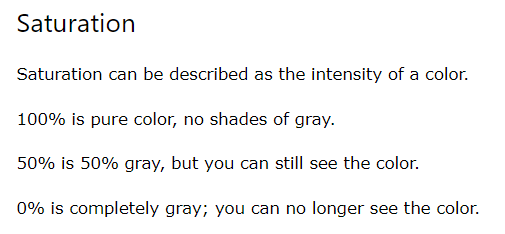 Saturation
Saturation can be described as the intensity of a color.
100% is pure color, no shades of gray.
50% is 50% gray, but you can still see the color.
0% is completely gray; you can no longer see the color.